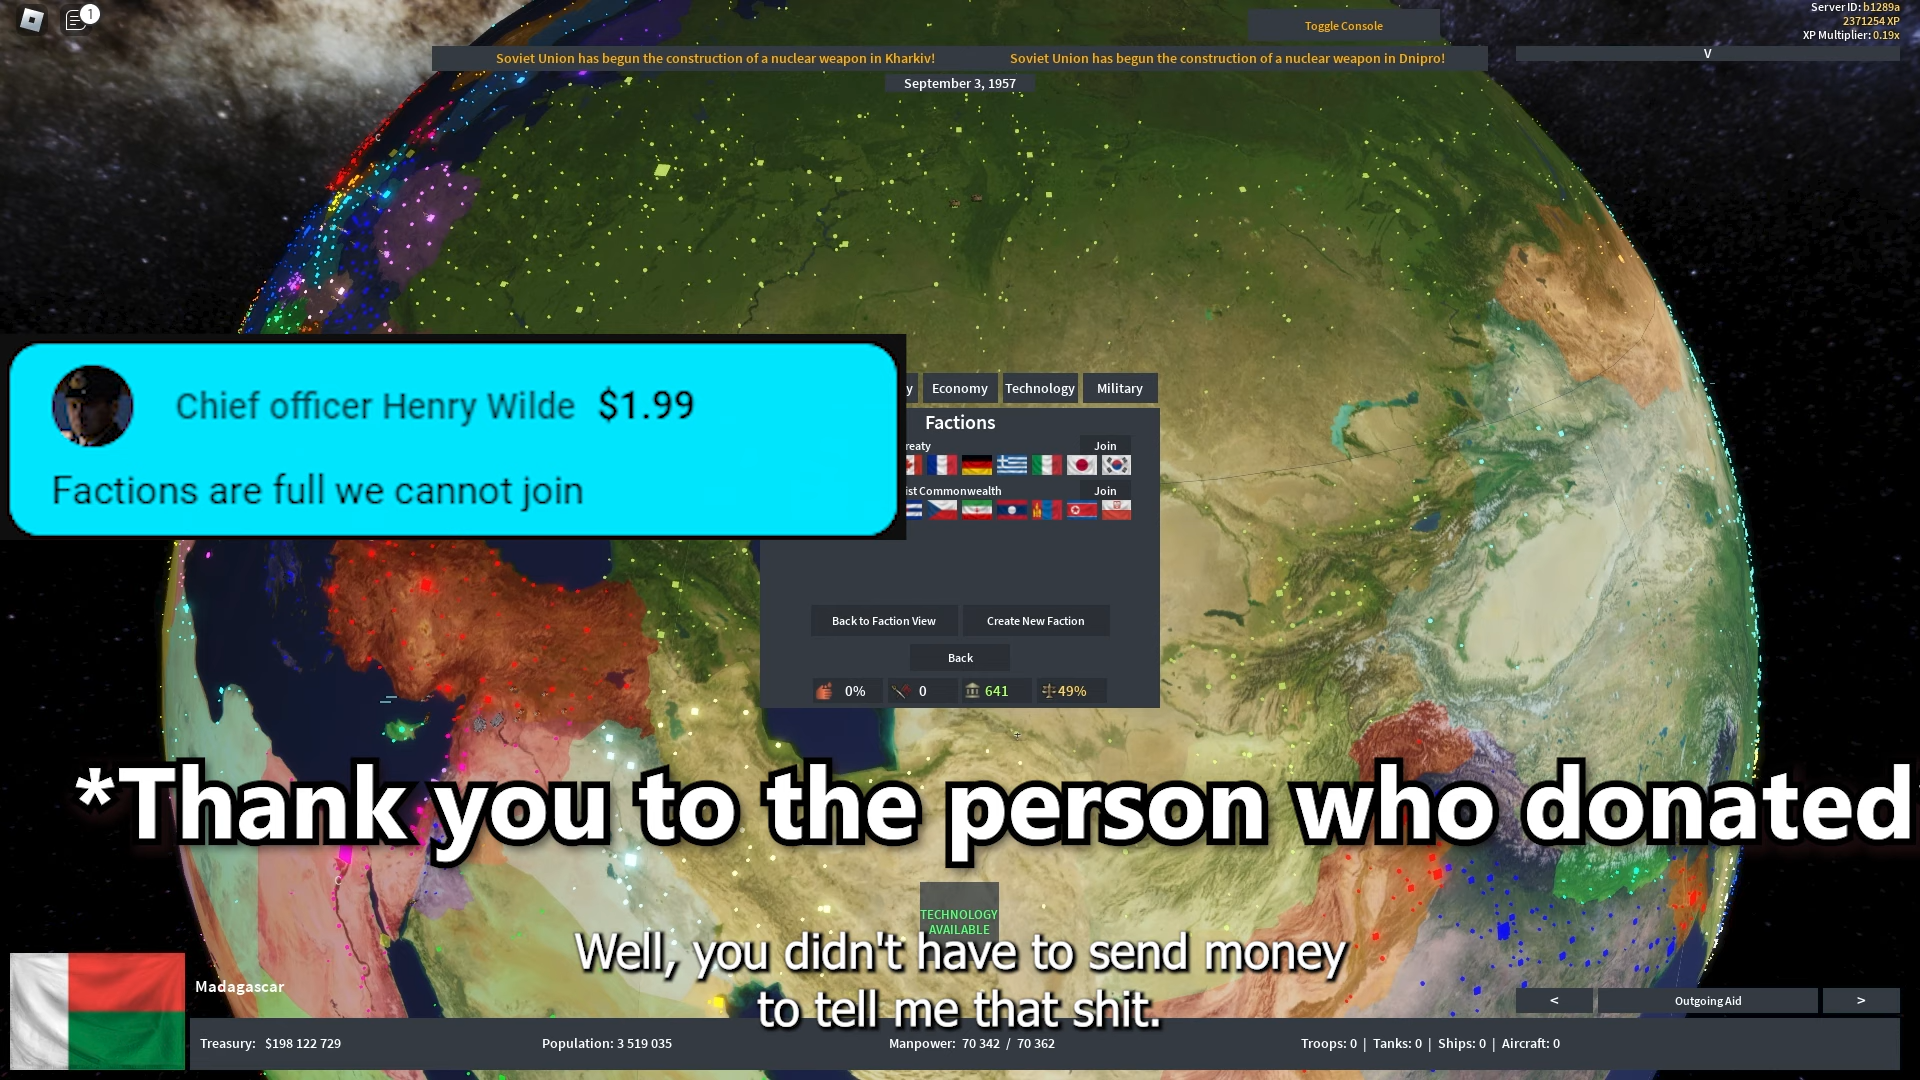 1
Toggle Console
Server ID: b1289a
2371254 XP
XP Multiplier: 0.19x
V
Soviet Union has begun the construction of a nuclear weapon in Kharkiv!
Soviet Union has begun the construction of a nuclear weapon in Dnipro!
September 3, 1957
C
y
Economy
Technology
Military
Factions
reaty
Join
ist Commonwealth
Join
Chief officer Henry Wilde $1.99
Factions are full we cannot join
Back to Faction View
Create New Faction
Back
0%
0
641
49%
*Thank you to the person who donated
C
TECHNOLOGY
AVAILABLE
Well, you didn't have to send money
to tell me that shit.
Madagascar
<
Outgoing Aid
>
Treasury: $198 122 729
Population: 3 519 035
Manpower: 70 342 / 70 362
Troops: 0 | Tanks: 0 | Ships: 0 | Aircraft: 0